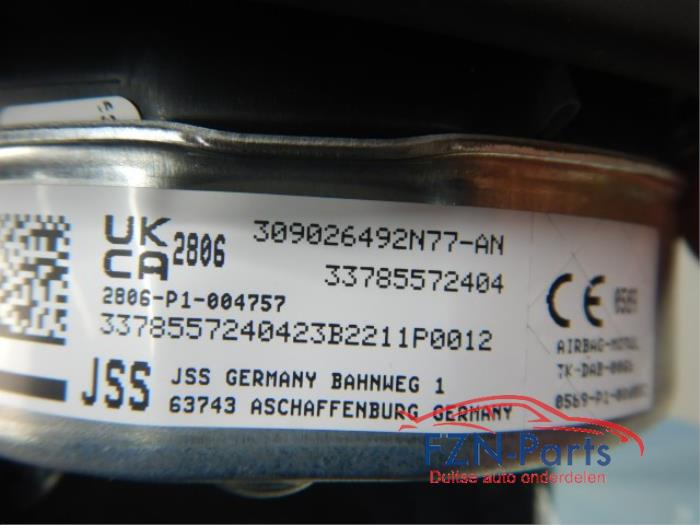 UK
CA 2806
309026492N77-AN
33785572404
2806-P1-004757
3378557240423B2211P0012
JSS
JSS GERMANY BAHNWEG 1
63743 ASCHAFFENBURG GERMANY
CE
AIRBAG-MODUL
FZN-Parts
Duitse auto onderdelen